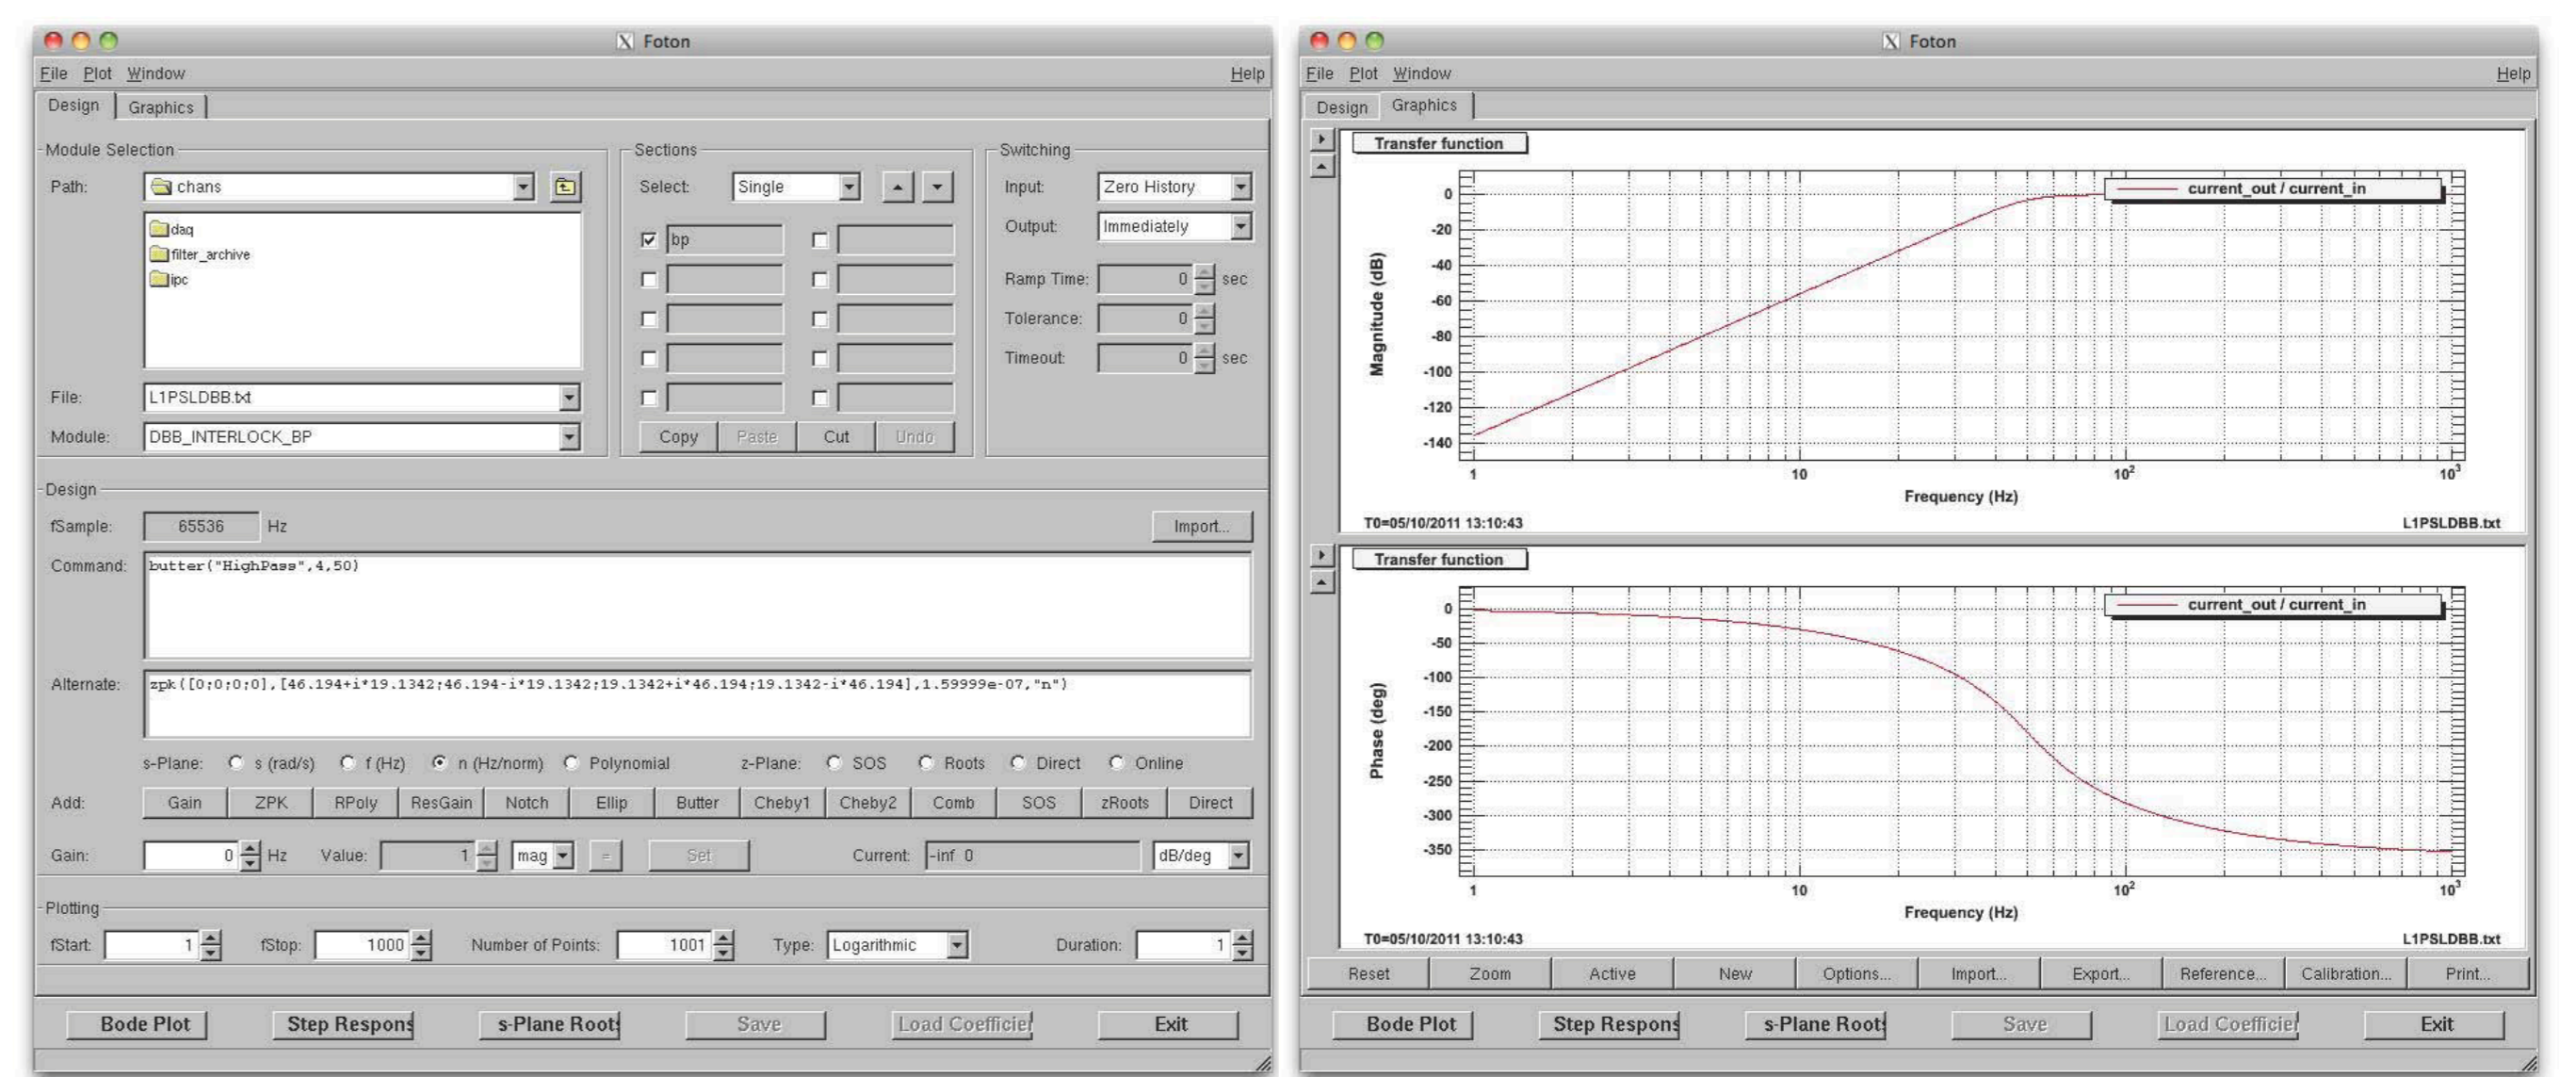 Foton
File Plot Window Help
Design Graphics
Module Selection
Path: chans
daq
filter_archive
ipc
File: L1PSLDBB.txt
Module: DBB_INTERLOCK_BP
Sections
Select: Single
bp
Copy Paste Cut Undo
Switching
Input: Zero History
Output: Immediately
Ramp Time: 0 sec
Tolerance: 0
Timeout: 0 sec
Design
fSample: 65536 Hz Import...
Command: butter("HighPass",4,50)
Alternate: zpk([0;0;0;0],[46.194+i*19.1342;46.194-i*19.1342;19.1342+i*46.194;19.1342-i*46.194],1.59999e-07,"n")
s-Plane: s (rad/s) f (Hz) n (Hz/norm) Polynomial z-Plane: SOS Roots Direct Online
Add: Gain ZPK RPoly ResGain Notch Ellip Butter Cheby1 Cheby2 Comb SOS zRoots Direct
Gain: 0 Hz Value: 1 mag = Set Current: -inf 0 dB/deg
Plotting
fStart: 1 fStop: 1000 Number of Points: 1001 Type: Logarithmic Duration: 1
Bode Plot Step Respons s-Plane Root Save Load Coefficie Exit
Foton
File Plot Window Help
Design Graphics
Transfer function
current_out / current_in
Magnitude (dB)
0
-20
-40
-60
-80
-100
-120
-140
1 10 10² 10³
Frequency (Hz)
T0=05/10/2011 13:10:43 L1PSLDBB.txt
Transfer function
current_out / current_in
Phase (deg)
0
-50
-100
-150
-200
-250
-300
-350
1 10 10² 10³
Frequency (Hz)
T0=05/10/2011 13:10:43 L1PSLDBB.txt
Reset Zoom Active New Options... Import... Export... Reference... Calibration... Print...
Bode Plot Step Respons s-Plane Root Save Load Coefficie Exit